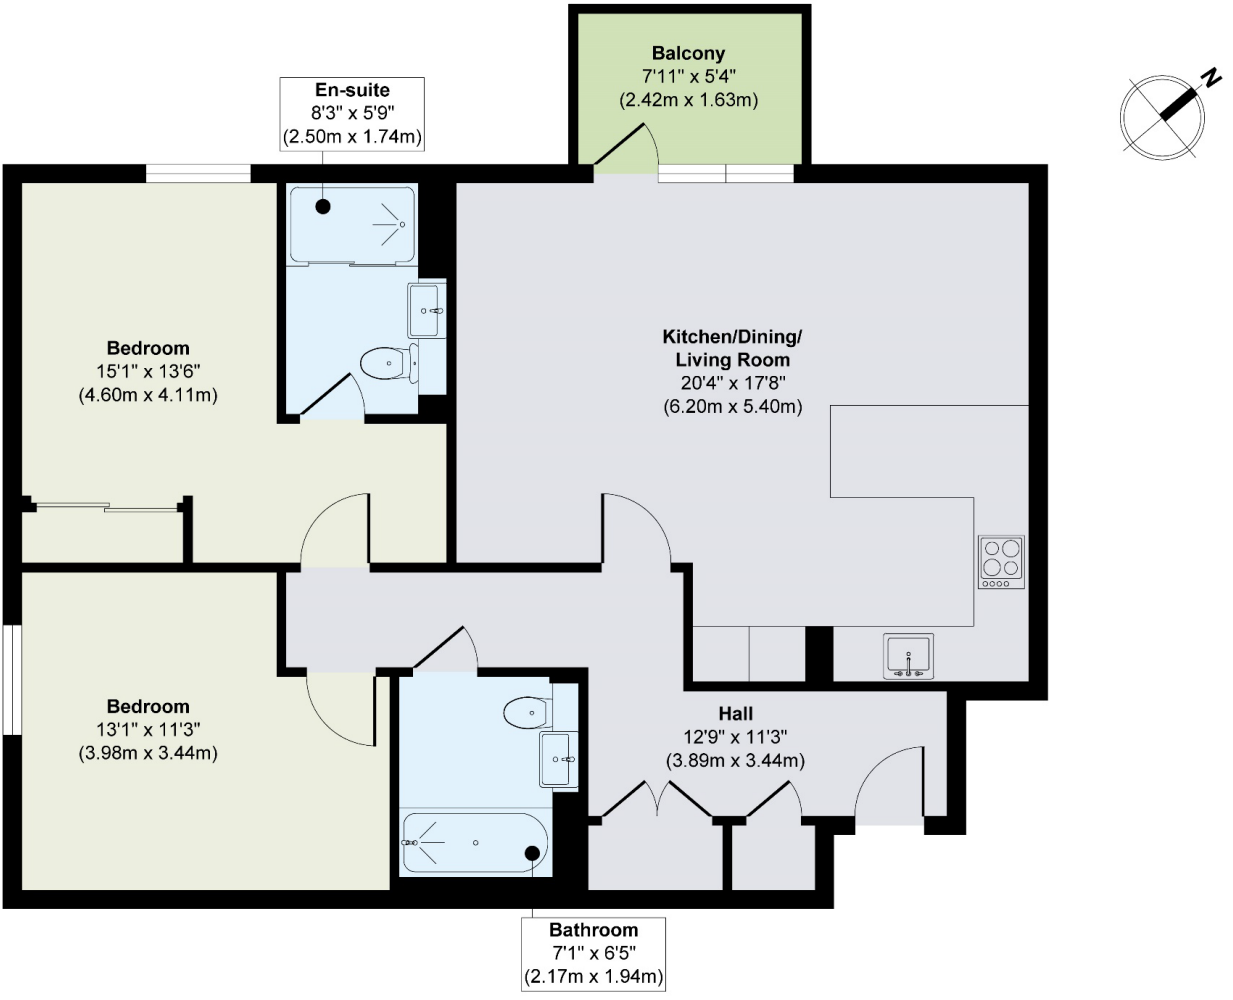 Balcony
7'11" x 5'4"
(2.42m x 1.63m)
N
En-suite
8'3" x 5'9"
(2.50m x 1.74m)
Kitchen/Dining/
Living Room
20'4" x 17'8"
(6.20m x 5.40m)
Bedroom
15'1" x 13'6"
(4.60m x 4.11m)
Bedroom
13'1" x 11'3"
(3.98m x 3.44m)
Hall
12'9" x 11'3"
(3.89m x 3.44m)
Bathroom
7'1" x 6'5"
(2.17m x 1.94m)